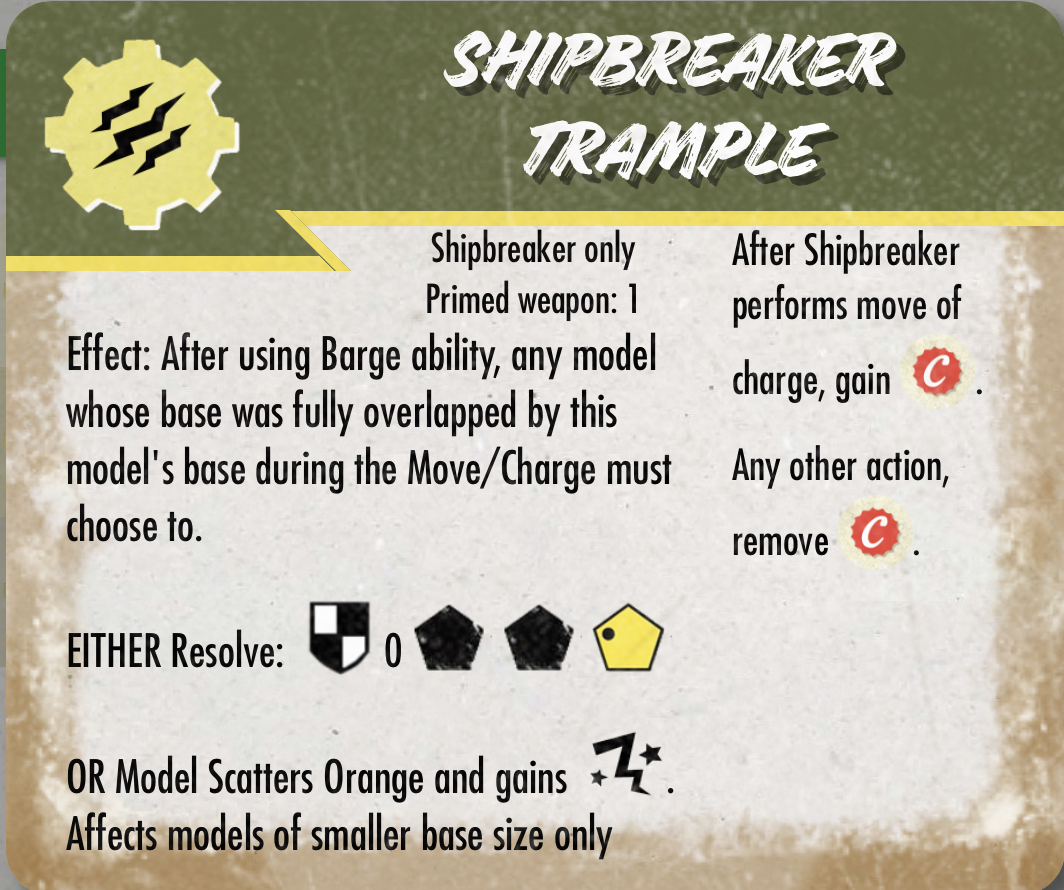 SHIPBREAKER
TRAMPLE
Shipbreaker only
Primed weapon: 1
Effect: After using Barge ability, any model
whose base was fully overlapped by this
model's base during the Move/Charge must
choose to.
EITHER Resolve: 0
OR Model Scatters Orange and gains .
Affects models of smaller base size only
After Shipbreaker
performs move of
charge, gain C .
Any other action,
remove C .